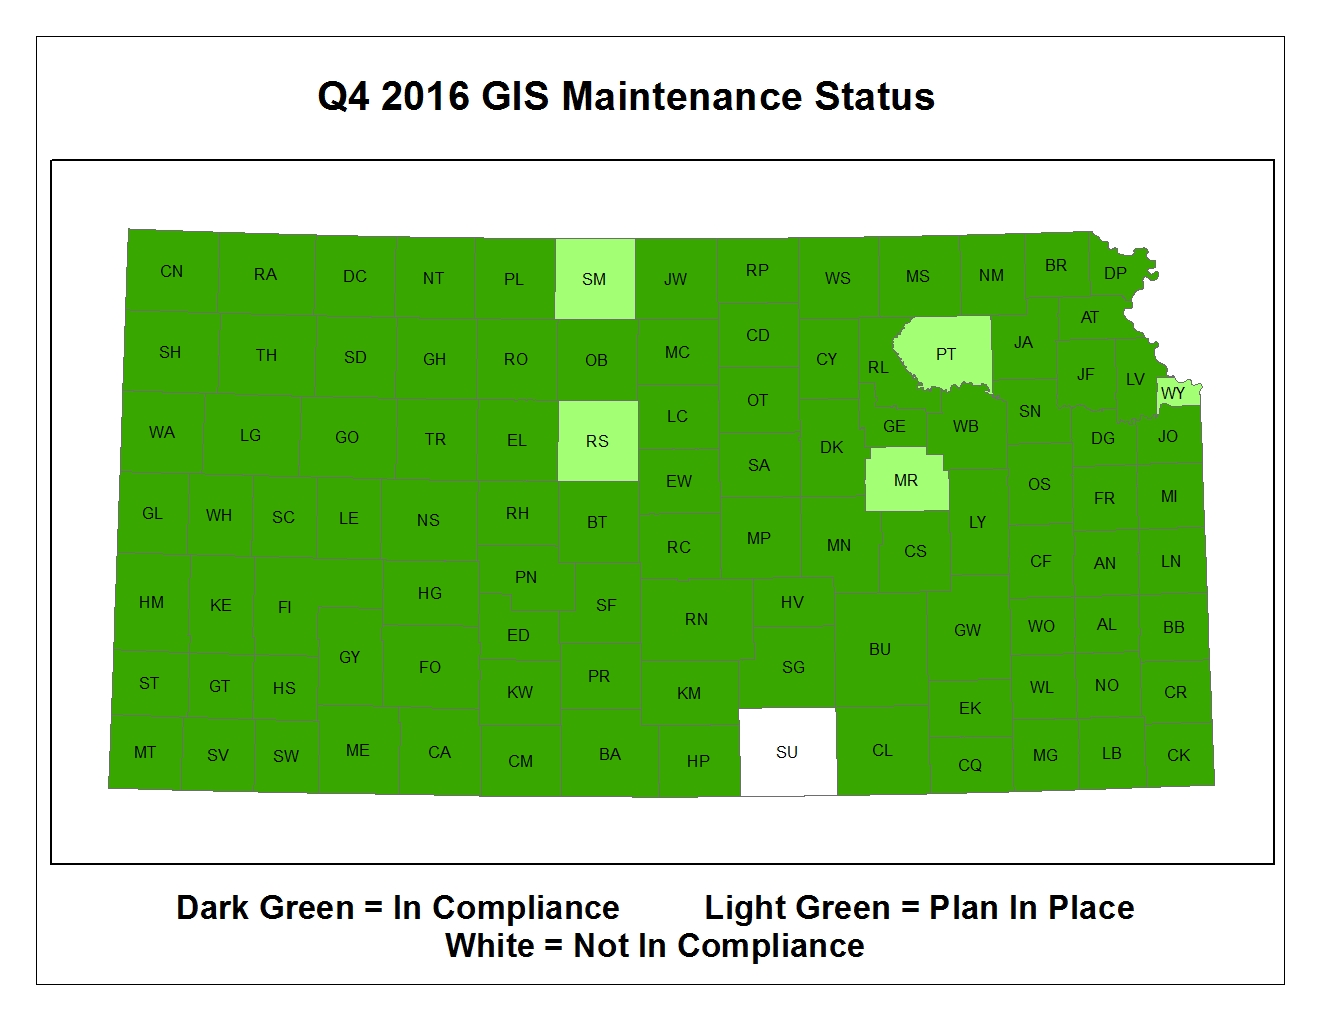 Q4 2016 GIS Maintenance Status
CN RA DC NT PL SM JW RP WS MS NM BR DP
SH TH SD GH RO OB MC CD CY RL PT JA AT JF LV WY
WA LG GO TR EL RS LC OT DK GE WB SN DG JO
GL WH SC LE NS RH BT EW SA MR LY OS FR MI
HM KE FI HG PN SF RC MP MN CS CF AN LN
ST GT HS GY FO ED KW PR RN HV SG BU GW WO AL BB
MT SV SW ME CA CM BA KM HP SU CL EK CQ WL NO CR
MG LB CK
Dark Green = In Compliance Light Green = Plan In Place
White = Not In Compliance